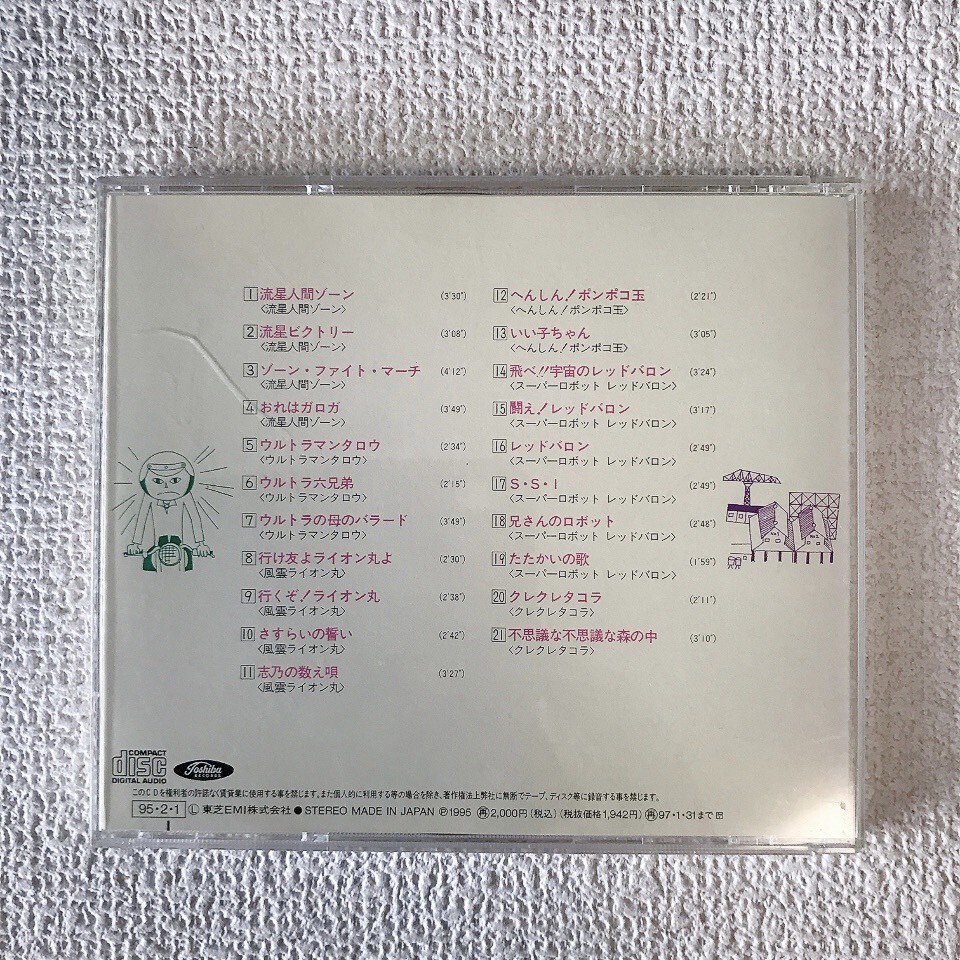 1 流星人間ゾーン (3'30")
〈流星人間ゾーン〉
2 流星ビクトリー (3'08")
〈流星人間ゾーン〉
3 ゾーン・ファイト・マーチ (4'12")
〈流星人間ゾーン〉
4 おれはガロガ (3'49")
〈流星人間ゾーン〉
5 ウルトラマンタロウ (2'34")
〈ウルトラマンタロウ〉
6 ウルトラ六兄弟 (2'15")
〈ウルトラマンタロウ〉
7 ウルトラの母のバラード (3'49")
〈ウルトラマンタロウ〉
8 行け友よライオン丸よ (2'30")
〈風雲ライオン丸〉
9 行くぞ!ライオン丸 (2'38")
〈風雲ライオン丸〉
10 さすらいの誓い (2'42")
〈風雲ライオン丸〉
11 志乃の数え唄 (3'27")
〈風雲ライオン丸〉
12 へんしん!ポンポコ玉 (2'21")
〈へんしん!ポンポコ玉〉
13 いい子ちゃん (3'05")
〈へんしん!ポンポコ玉〉
14 飛べ!!宇宙のレッドバロン (3'24")
〈スーパーロボット レッドバロン〉
15 闘え!レッドバロン (3'17")
〈スーパーロボット レッドバロン〉
16 レッドバロン (2'49")
〈スーパーロボット レッドバロン〉
17 S・S・I (2'49")
〈スーパーロボット レッドバロン〉
18 兄さんのロボット (2'48")
〈スーパーロボット レッドバロン〉
19 たたかいの歌 (1'59")
〈スーパーロボット レッドバロン〉
20 クレクレタコラ (2'11")
〈クレクレタコラ〉
21 不思議な不思議な森の中 (3'10")
〈クレクレタコラ〉
COMPACT
disc
DIGITAL AUDIO
Toshiba
RECORDS
このCDを権利者の許諾なく賃貸業に使用する事を禁じます。また個人的に利用する等の場合を除き、著作権法上弊社に無断でテープ、ディスク等に録音する事を禁じます。
95・2・1 Ⓛ 東芝EMI株式会社 ● STEREO MADE IN JAPAN ℗1995 ㊢2,000円(税込)(税抜価格1,942円) ㊢97・1・31まで